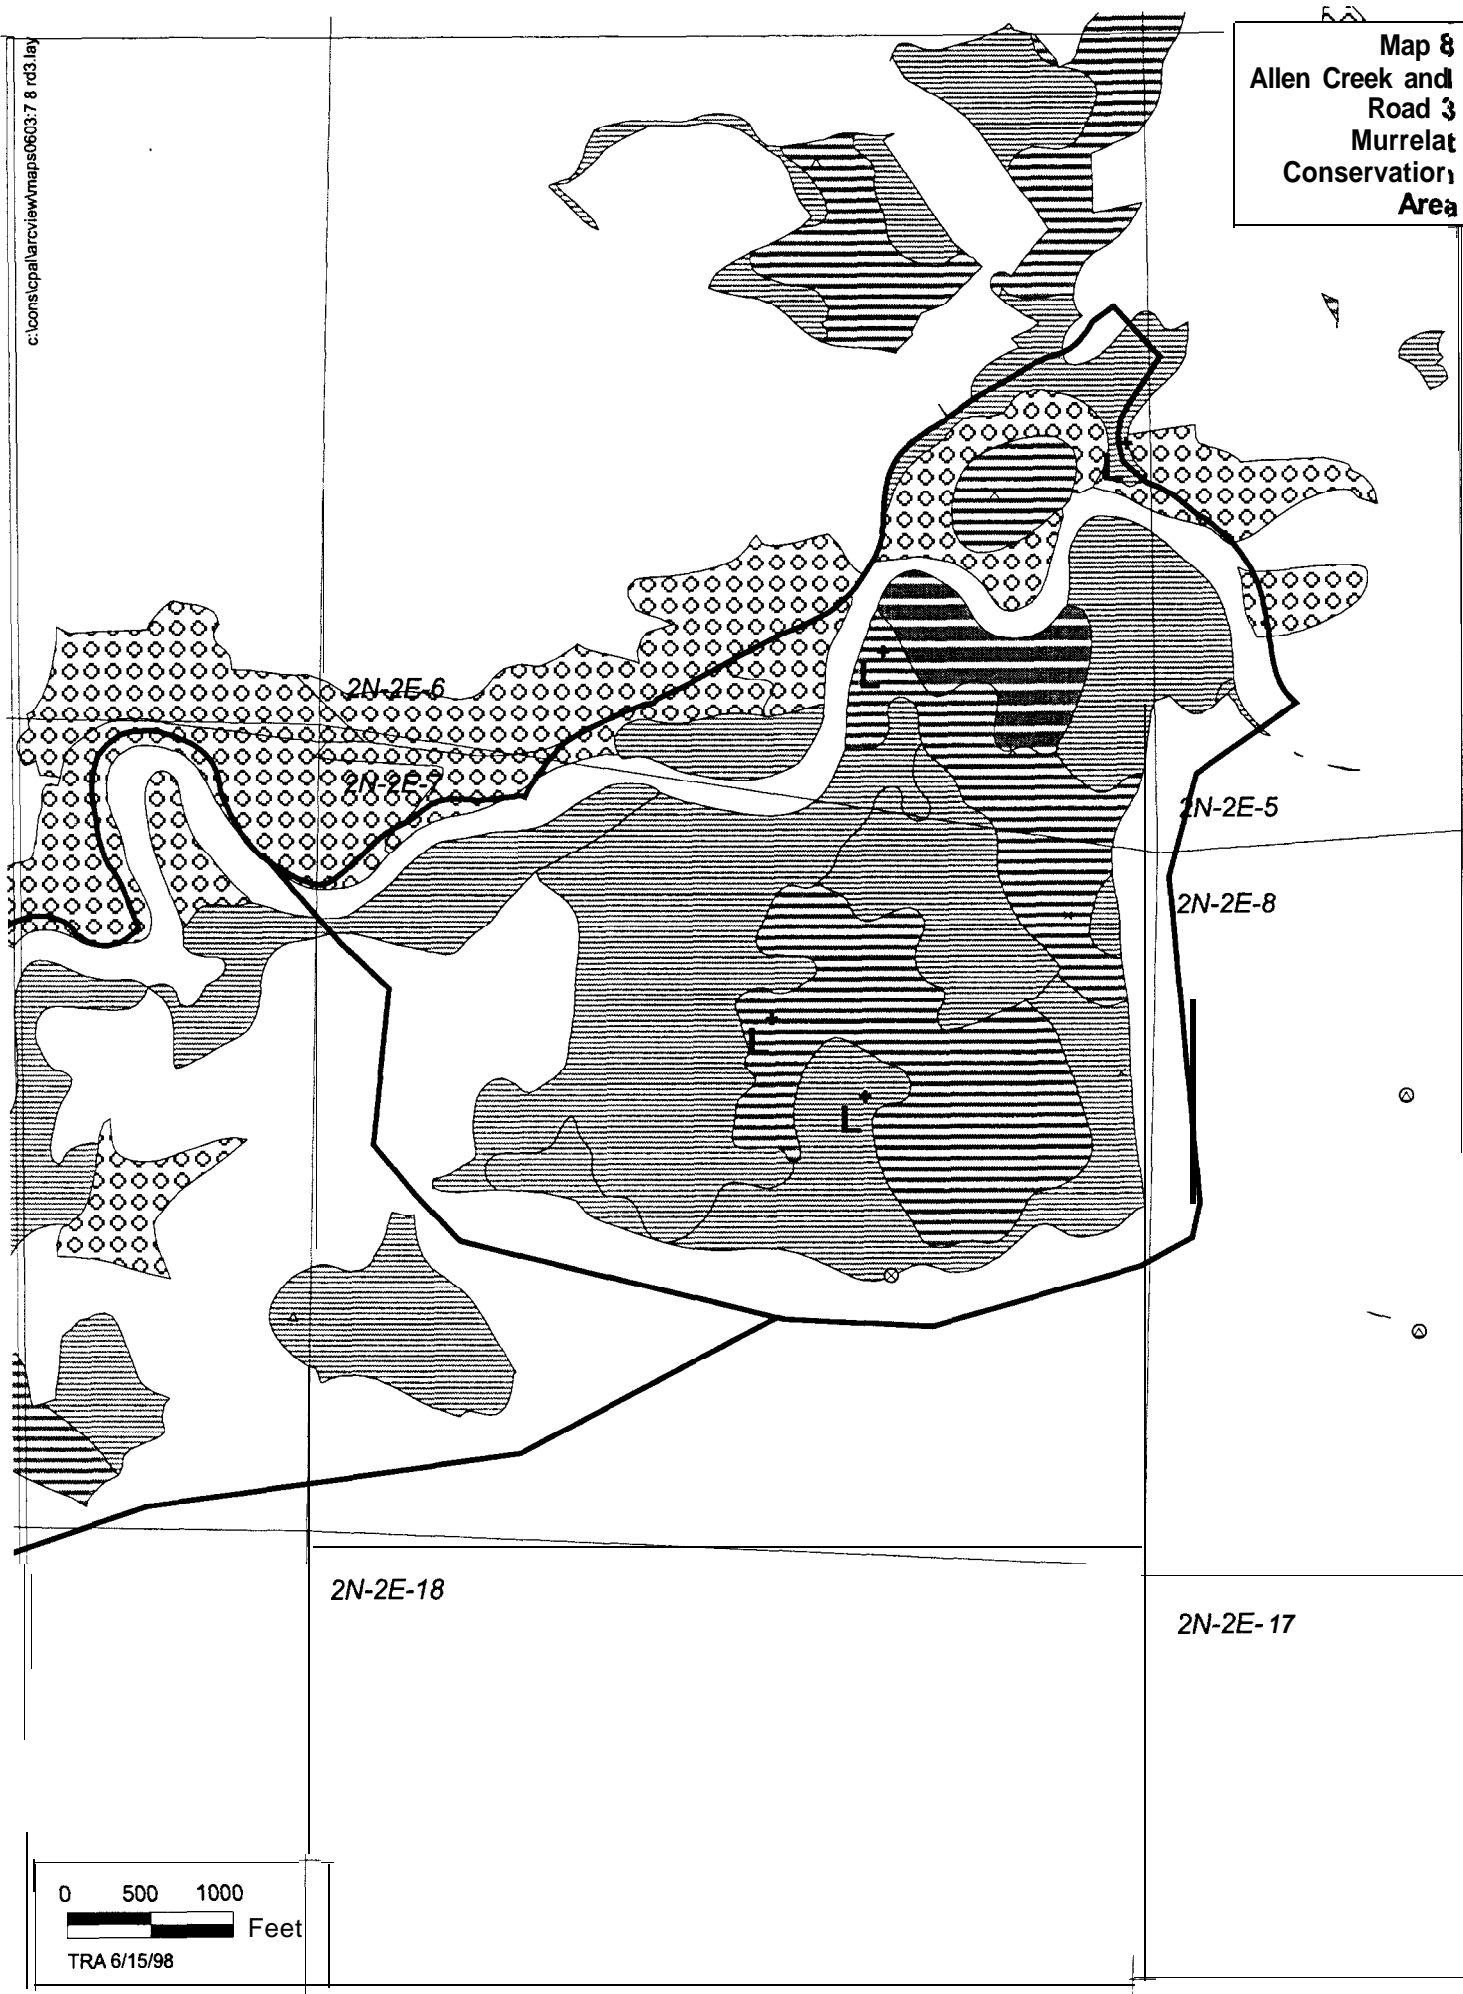 c:\cons\cpal\arcview\maps0603:7 8 rd3.lay
Map 8
Allen Creek and
Road 3
Murrelat
Conservation
Area
2N-2E-6
2N-2E-7
2N-2E-5
2N-2E-8
L
L
L
L
2N-2E-18
2N-2E-17
0 500 1000
Feet
TRA 6/15/98